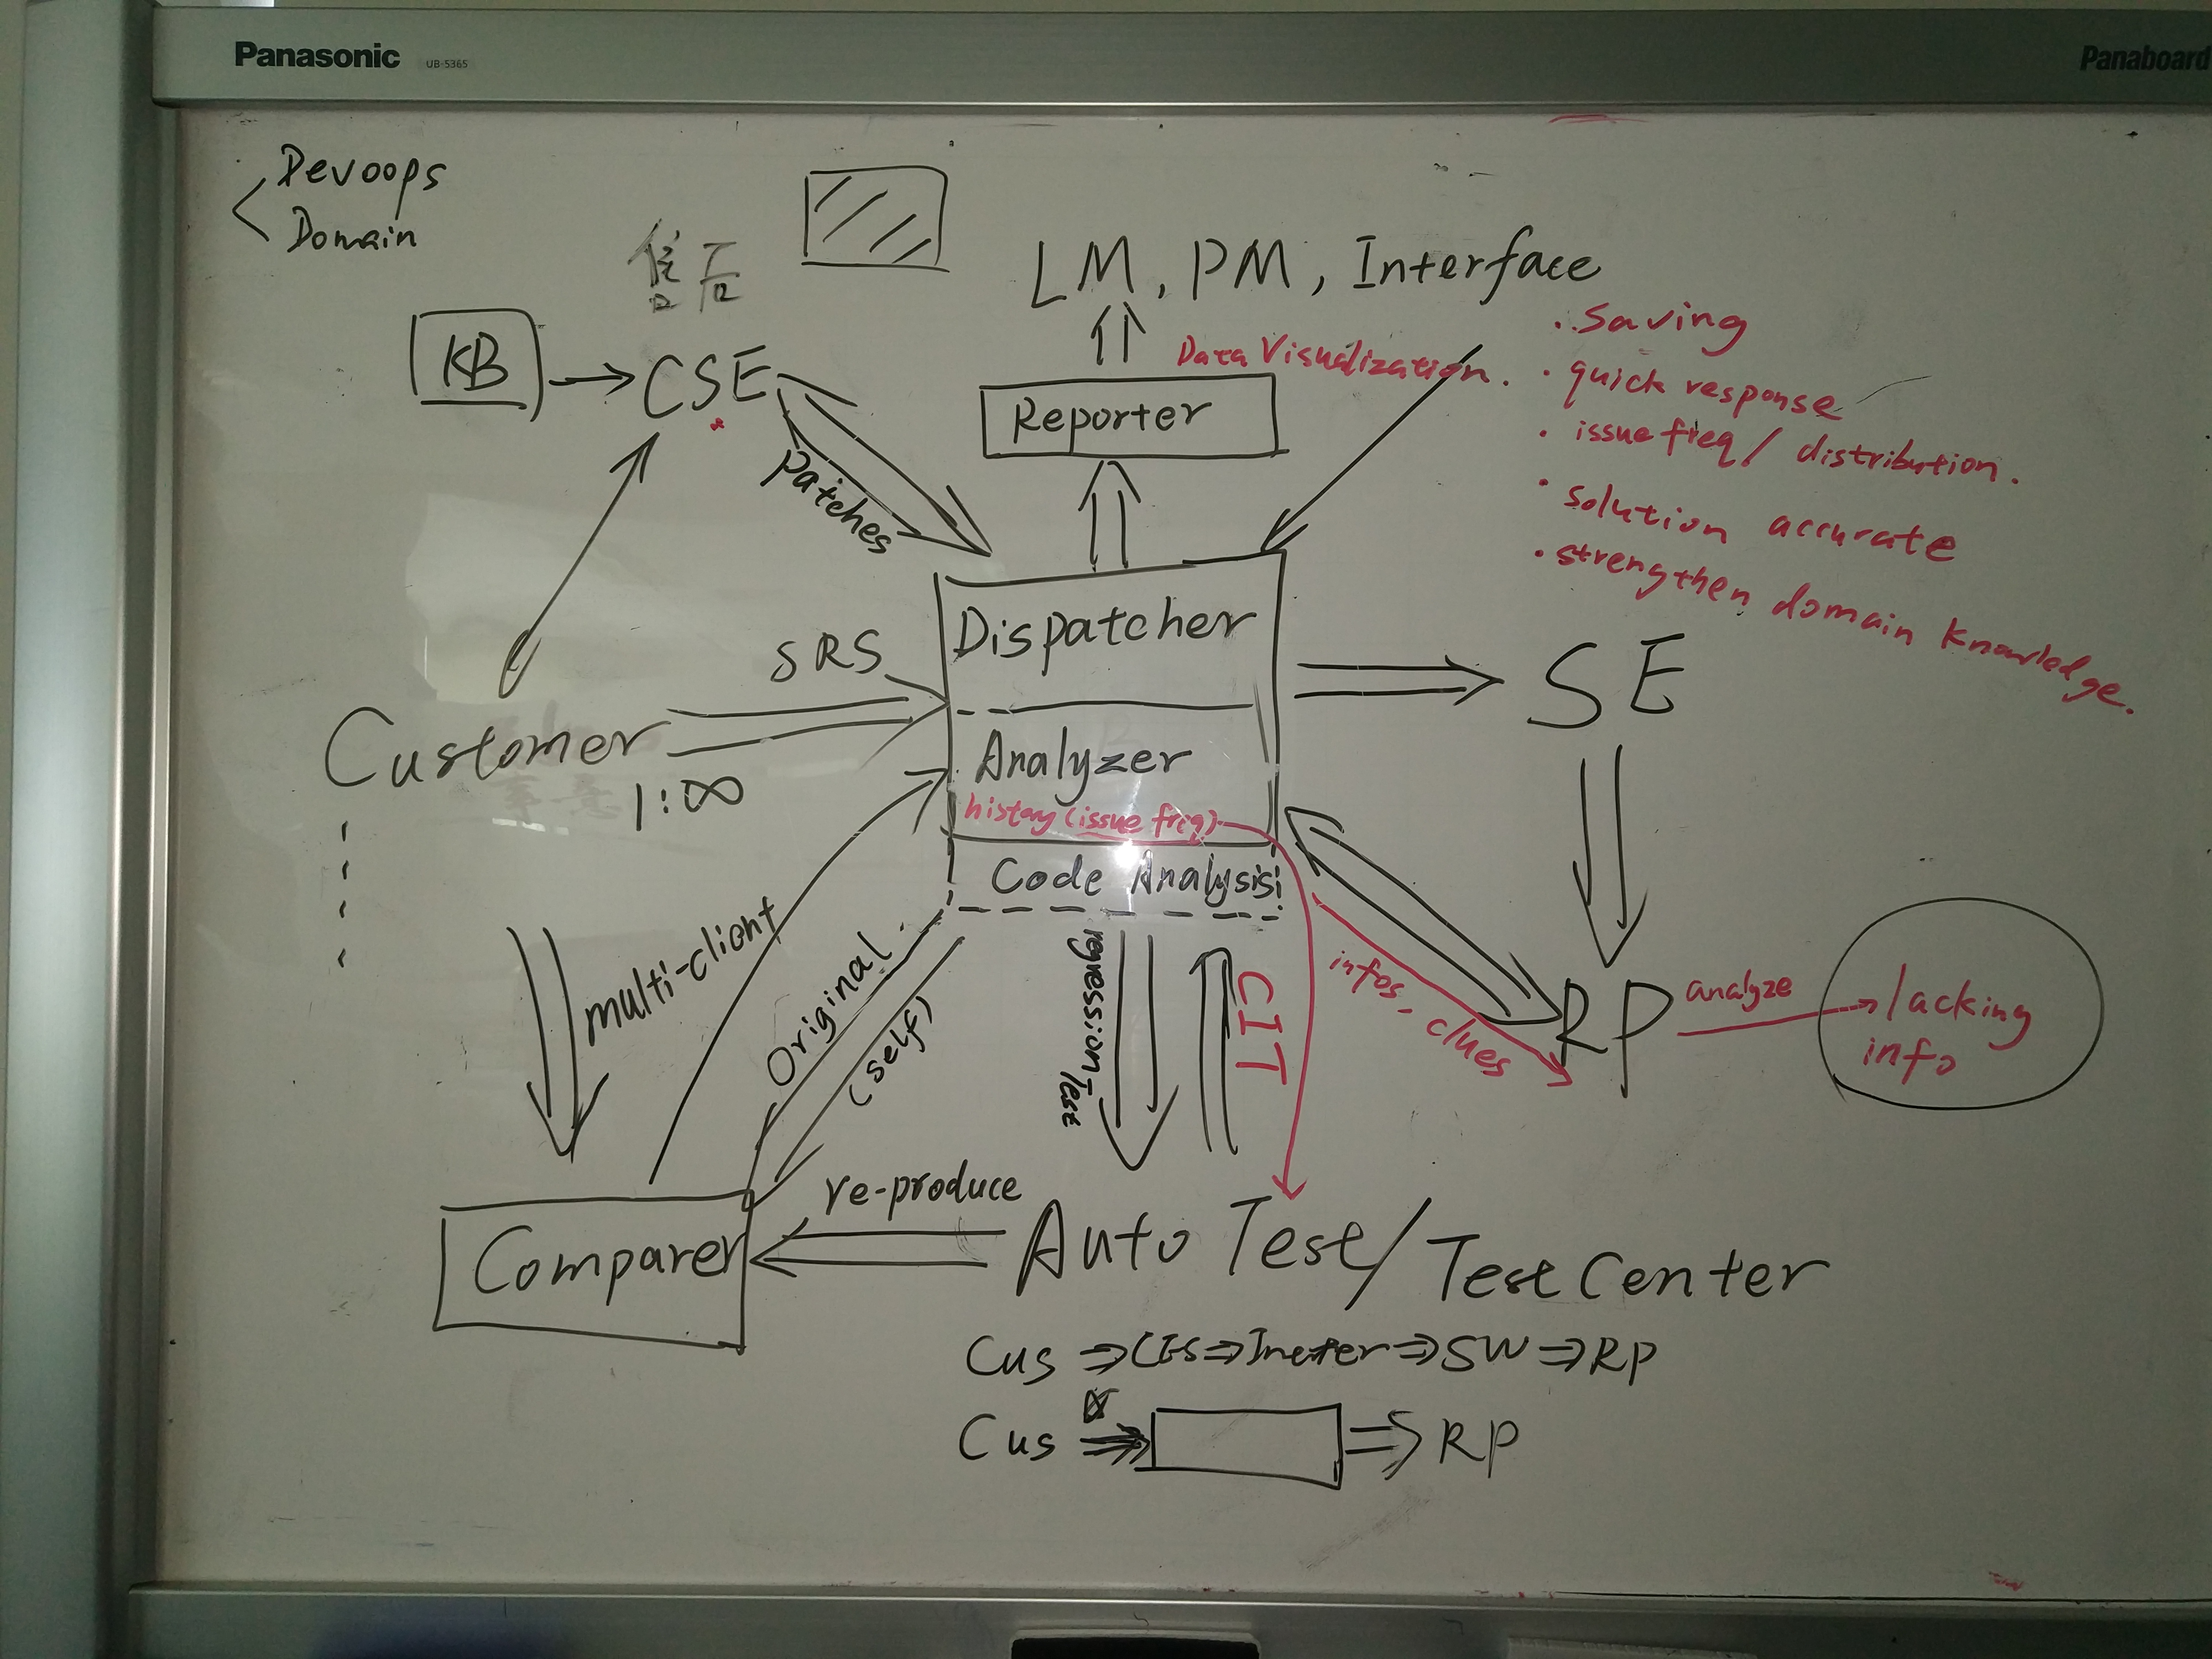 Panasonic
UB-5365
Panaboard
Devoops
Domain
售后
LM, PM, Interface
KB
CSE
Data Visualization.
· Saving
· quick response
· issue freq / distribution.
· solution accurate
· strengthen domain knowledge.
Reporter
patches
Dispatcher
SRS
SE
Customer
1:∞
Analyzer
history (issue freq)
Code Analysis
multi-client
Original
(self)
regression Test
CIT
infos, clues
RP
analyze
lacking
info
re-produce
Comparer
Auto Test / Test Center
Cus ⇒ CES ⇒ Ineter ⇒ SW ⇒ RP
Cus
RP